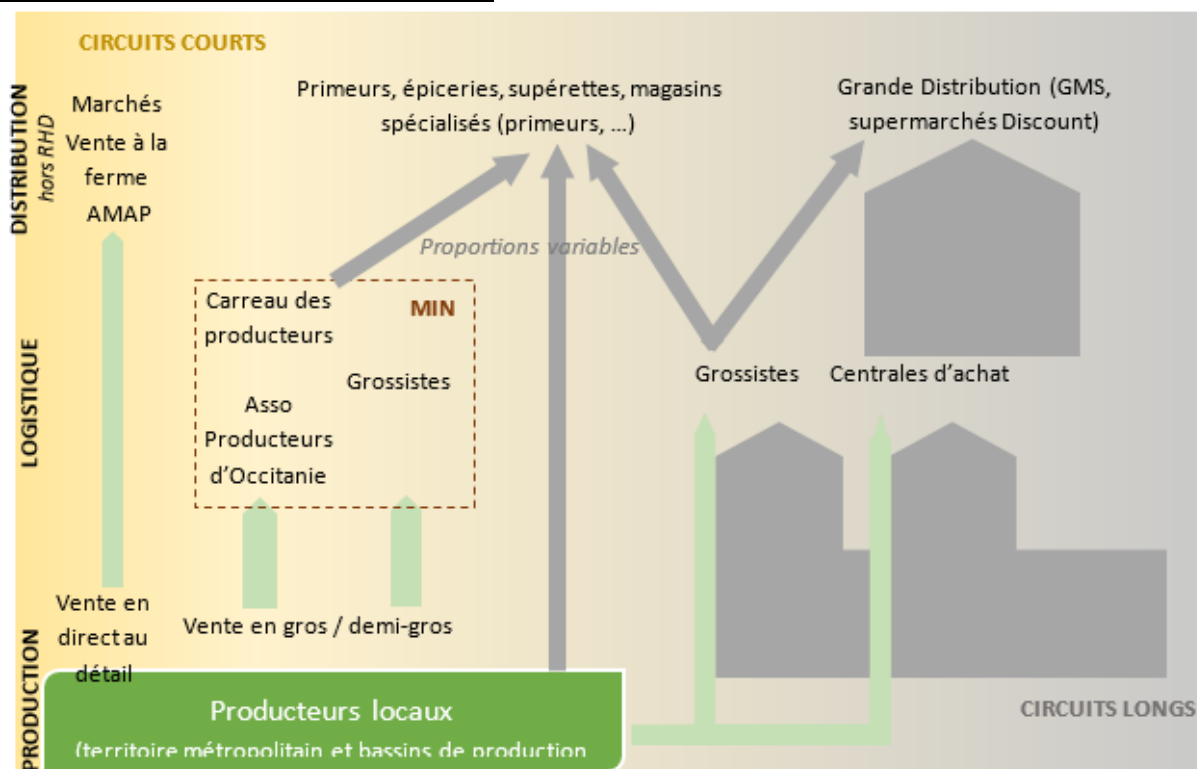 CIRCUITS COURTS
DISTRIBUTION
hors RHD
Marchés
Vente à la
ferme
AMAP
Primeurs, épiceries, supérettes, magasins
spécialisés (primeurs, ...)
Grande Distribution (GMS,
supermarchés Discount)
Proportions variables
LOGISTIQUE
Carreau des
producteurs
MIN
Grossistes
Asso
Producteurs
d'Occitanie
Grossistes
Centrales d'achat
PRODUCTION
Vente en
direct au
détail
Vente en gros / demi-gros
Producteurs locaux
(territoire métropolitain et bassins de production
CIRCUITS LONGS